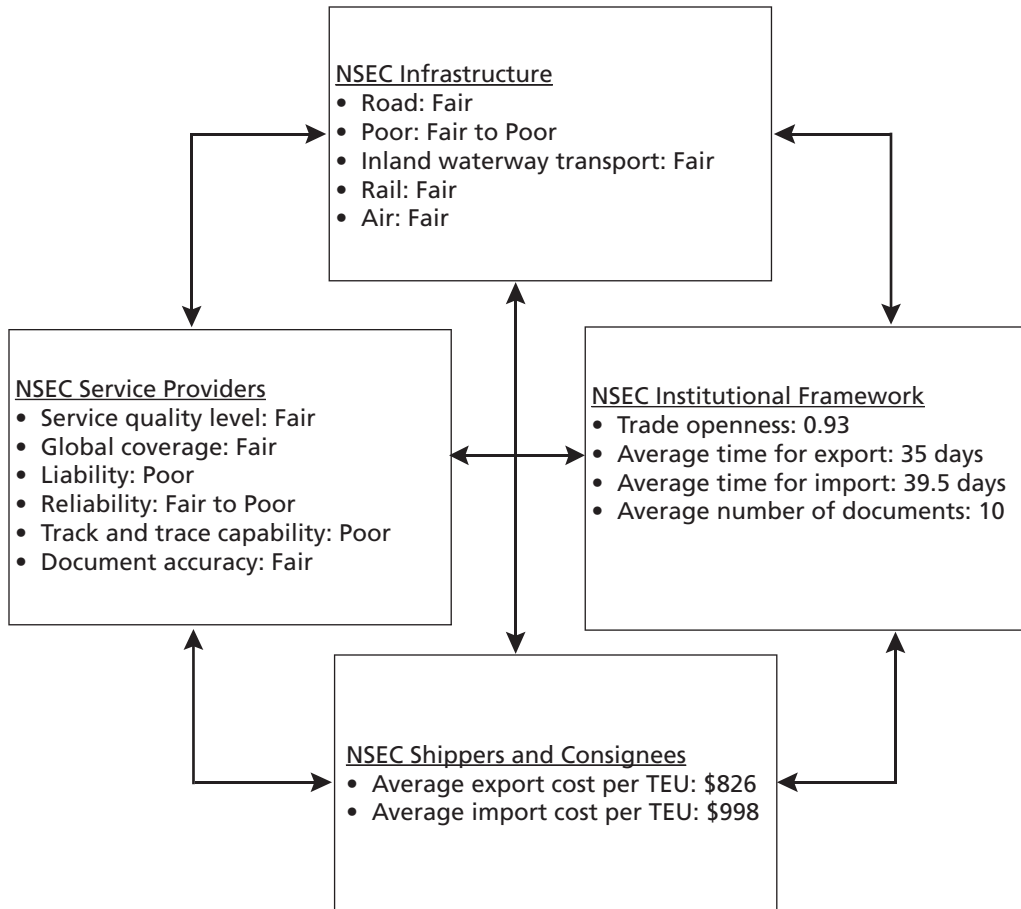 NSEC Infrastructure
• Road: Fair
• Poor: Fair to Poor
• Inland waterway transport: Fair
• Rail: Fair
• Air: Fair
NSEC Service Providers
• Service quality level: Fair
• Global coverage: Fair
• Liability: Poor
• Reliability: Fair to Poor
• Track and trace capability: Poor
• Document accuracy: Fair
NSEC Institutional Framework
• Trade openness: 0.93
• Average time for export: 35 days
• Average time for import: 39.5 days
• Average number of documents: 10
NSEC Shippers and Consignees
• Average export cost per TEU: $826
• Average import cost per TEU: $998